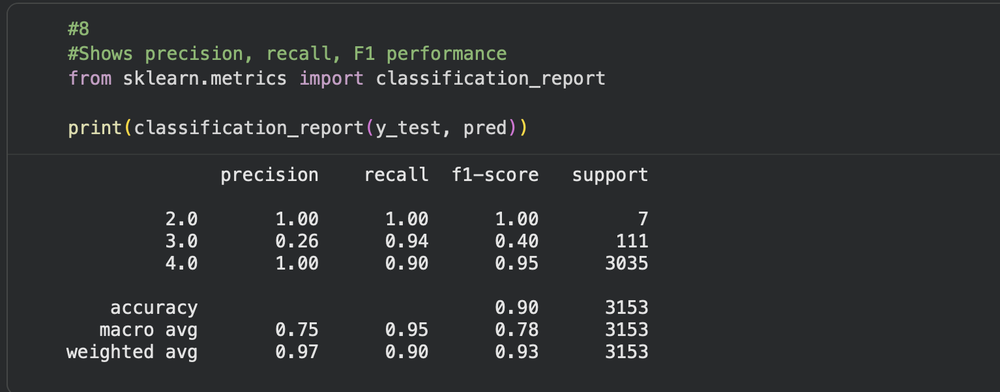 #8
#Shows precision, recall, F1 performance
from sklearn.metrics import classification_report
print(classification_report(y_test, pred))
precision recall f1-score support
2.0 1.00 1.00 1.00 7
3.0 0.26 0.94 0.40 111
4.0 1.00 0.90 0.95 3035
accuracy 0.90 3153
macro avg 0.75 0.95 0.78 3153
weighted avg 0.97 0.90 0.93 3153